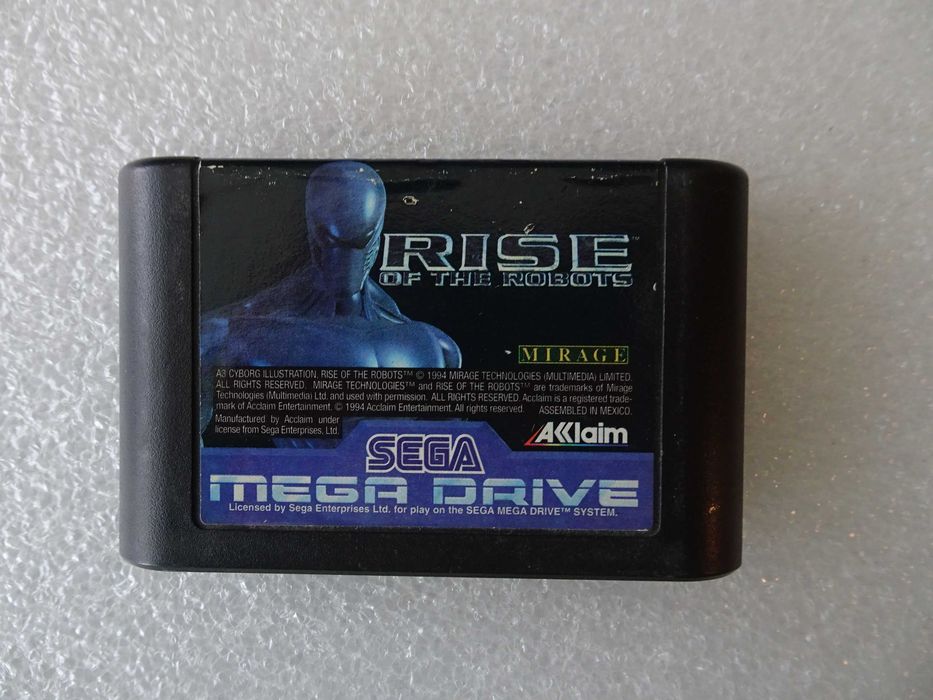 RISE™
OF THE ROBOTS
MIRAGE
A3 CYBORG ILLUSTRATION, RISE OF THE ROBOTS™ © 1994 MIRAGE TECHNOLOGIES (MULTIMEDIA) LIMITED.
ALL RIGHTS RESERVED. MIRAGE TECHNOLOGIES™ and RISE OF THE ROBOTS™ are trademarks of Mirage
Technologies (Multimedia) Ltd. and used with permission. ALL RIGHTS RESERVED. Acclaim is a registered trade-
mark of Acclaim Entertainment. © 1994 Acclaim Entertainment. All rights reserved. ASSEMBLED IN MEXICO.
Manufactured by Acclaim under
license from Sega Enterprises, Ltd.
AKlaim
SEGA
MEGA DRIVE
Licensed by Sega Enterprises Ltd. for play on the SEGA MEGA DRIVE™ SYSTEM.